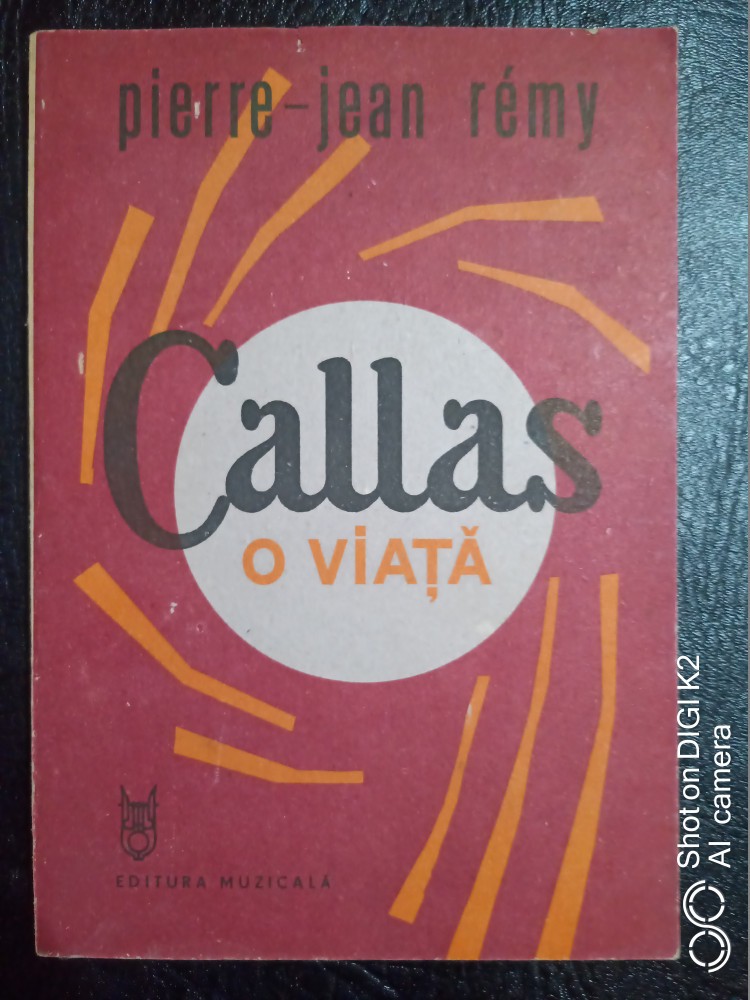 pierre-jean rémy
Callas
O VIAȚĂ
EDITURA MUZICALĂ
Shot on DIGI K2
AI camera